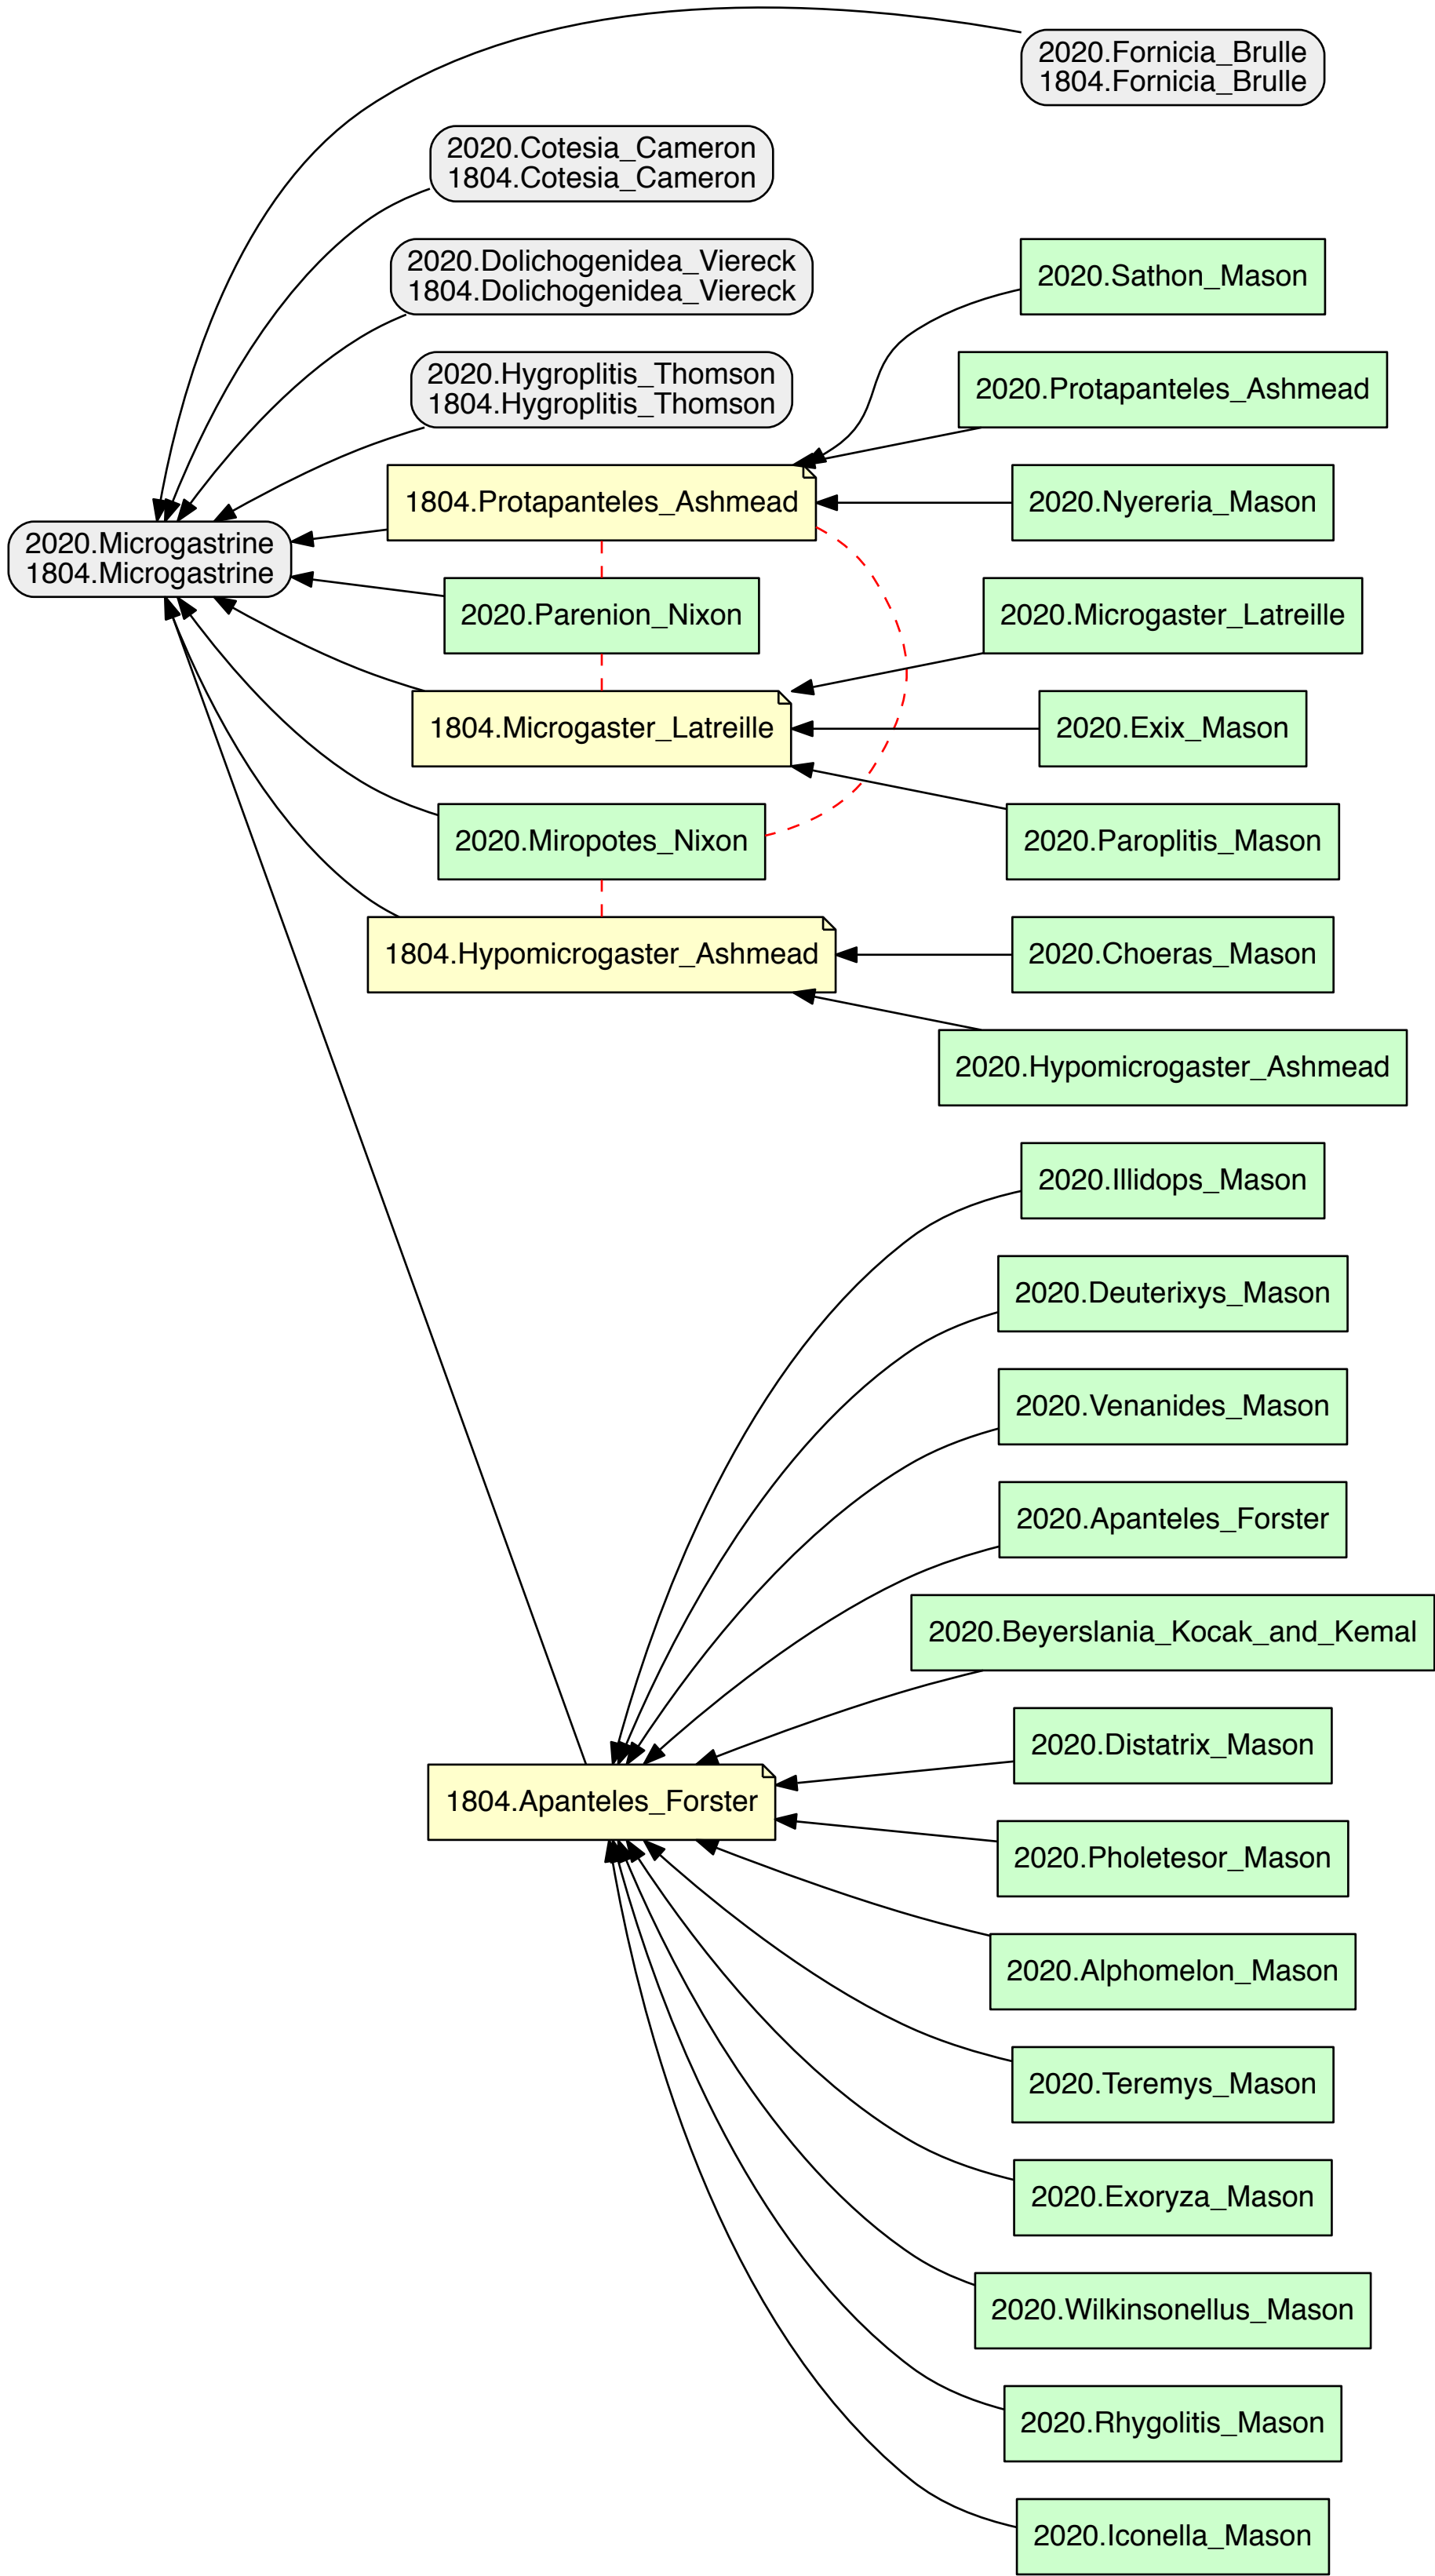 2020.Fornicia_Brulle
1804.Fornicia_Brulle
2020.Cotesia_Cameron
1804.Cotesia_Cameron
2020.Dolichogenidea_Viereck
1804.Dolichogenidea_Viereck
2020.Sathon_Mason
2020.Hygroplitis_Thomson
1804.Hygroplitis_Thomson
2020.Protapanteles_Ashmead
1804.Protapanteles_Ashmead
2020.Nyereria_Mason
2020.Microgastrine
1804.Microgastrine
2020.Parenion_Nixon
2020.Microgaster_Latreille
1804.Microgaster_Latreille
2020.Exix_Mason
2020.Miropotes_Nixon
2020.Paroplitis_Mason
1804.Hypomicrogaster_Ashmead
2020.Choeras_Mason
2020.Hypomicrogaster_Ashmead
2020.Illidops_Mason
2020.Deuterixys_Mason
2020.Venanides_Mason
2020.Apanteles_Forster
2020.Beyerslania_Kocak_and_Kemal
2020.Distatrix_Mason
1804.Apanteles_Forster
2020.Pholetesor_Mason
2020.Alphomelon_Mason
2020.Teremys_Mason
2020.Exoryza_Mason
2020.Wilkinsonellus_Mason
2020.Rhygolitis_Mason
2020.Iconella_Mason